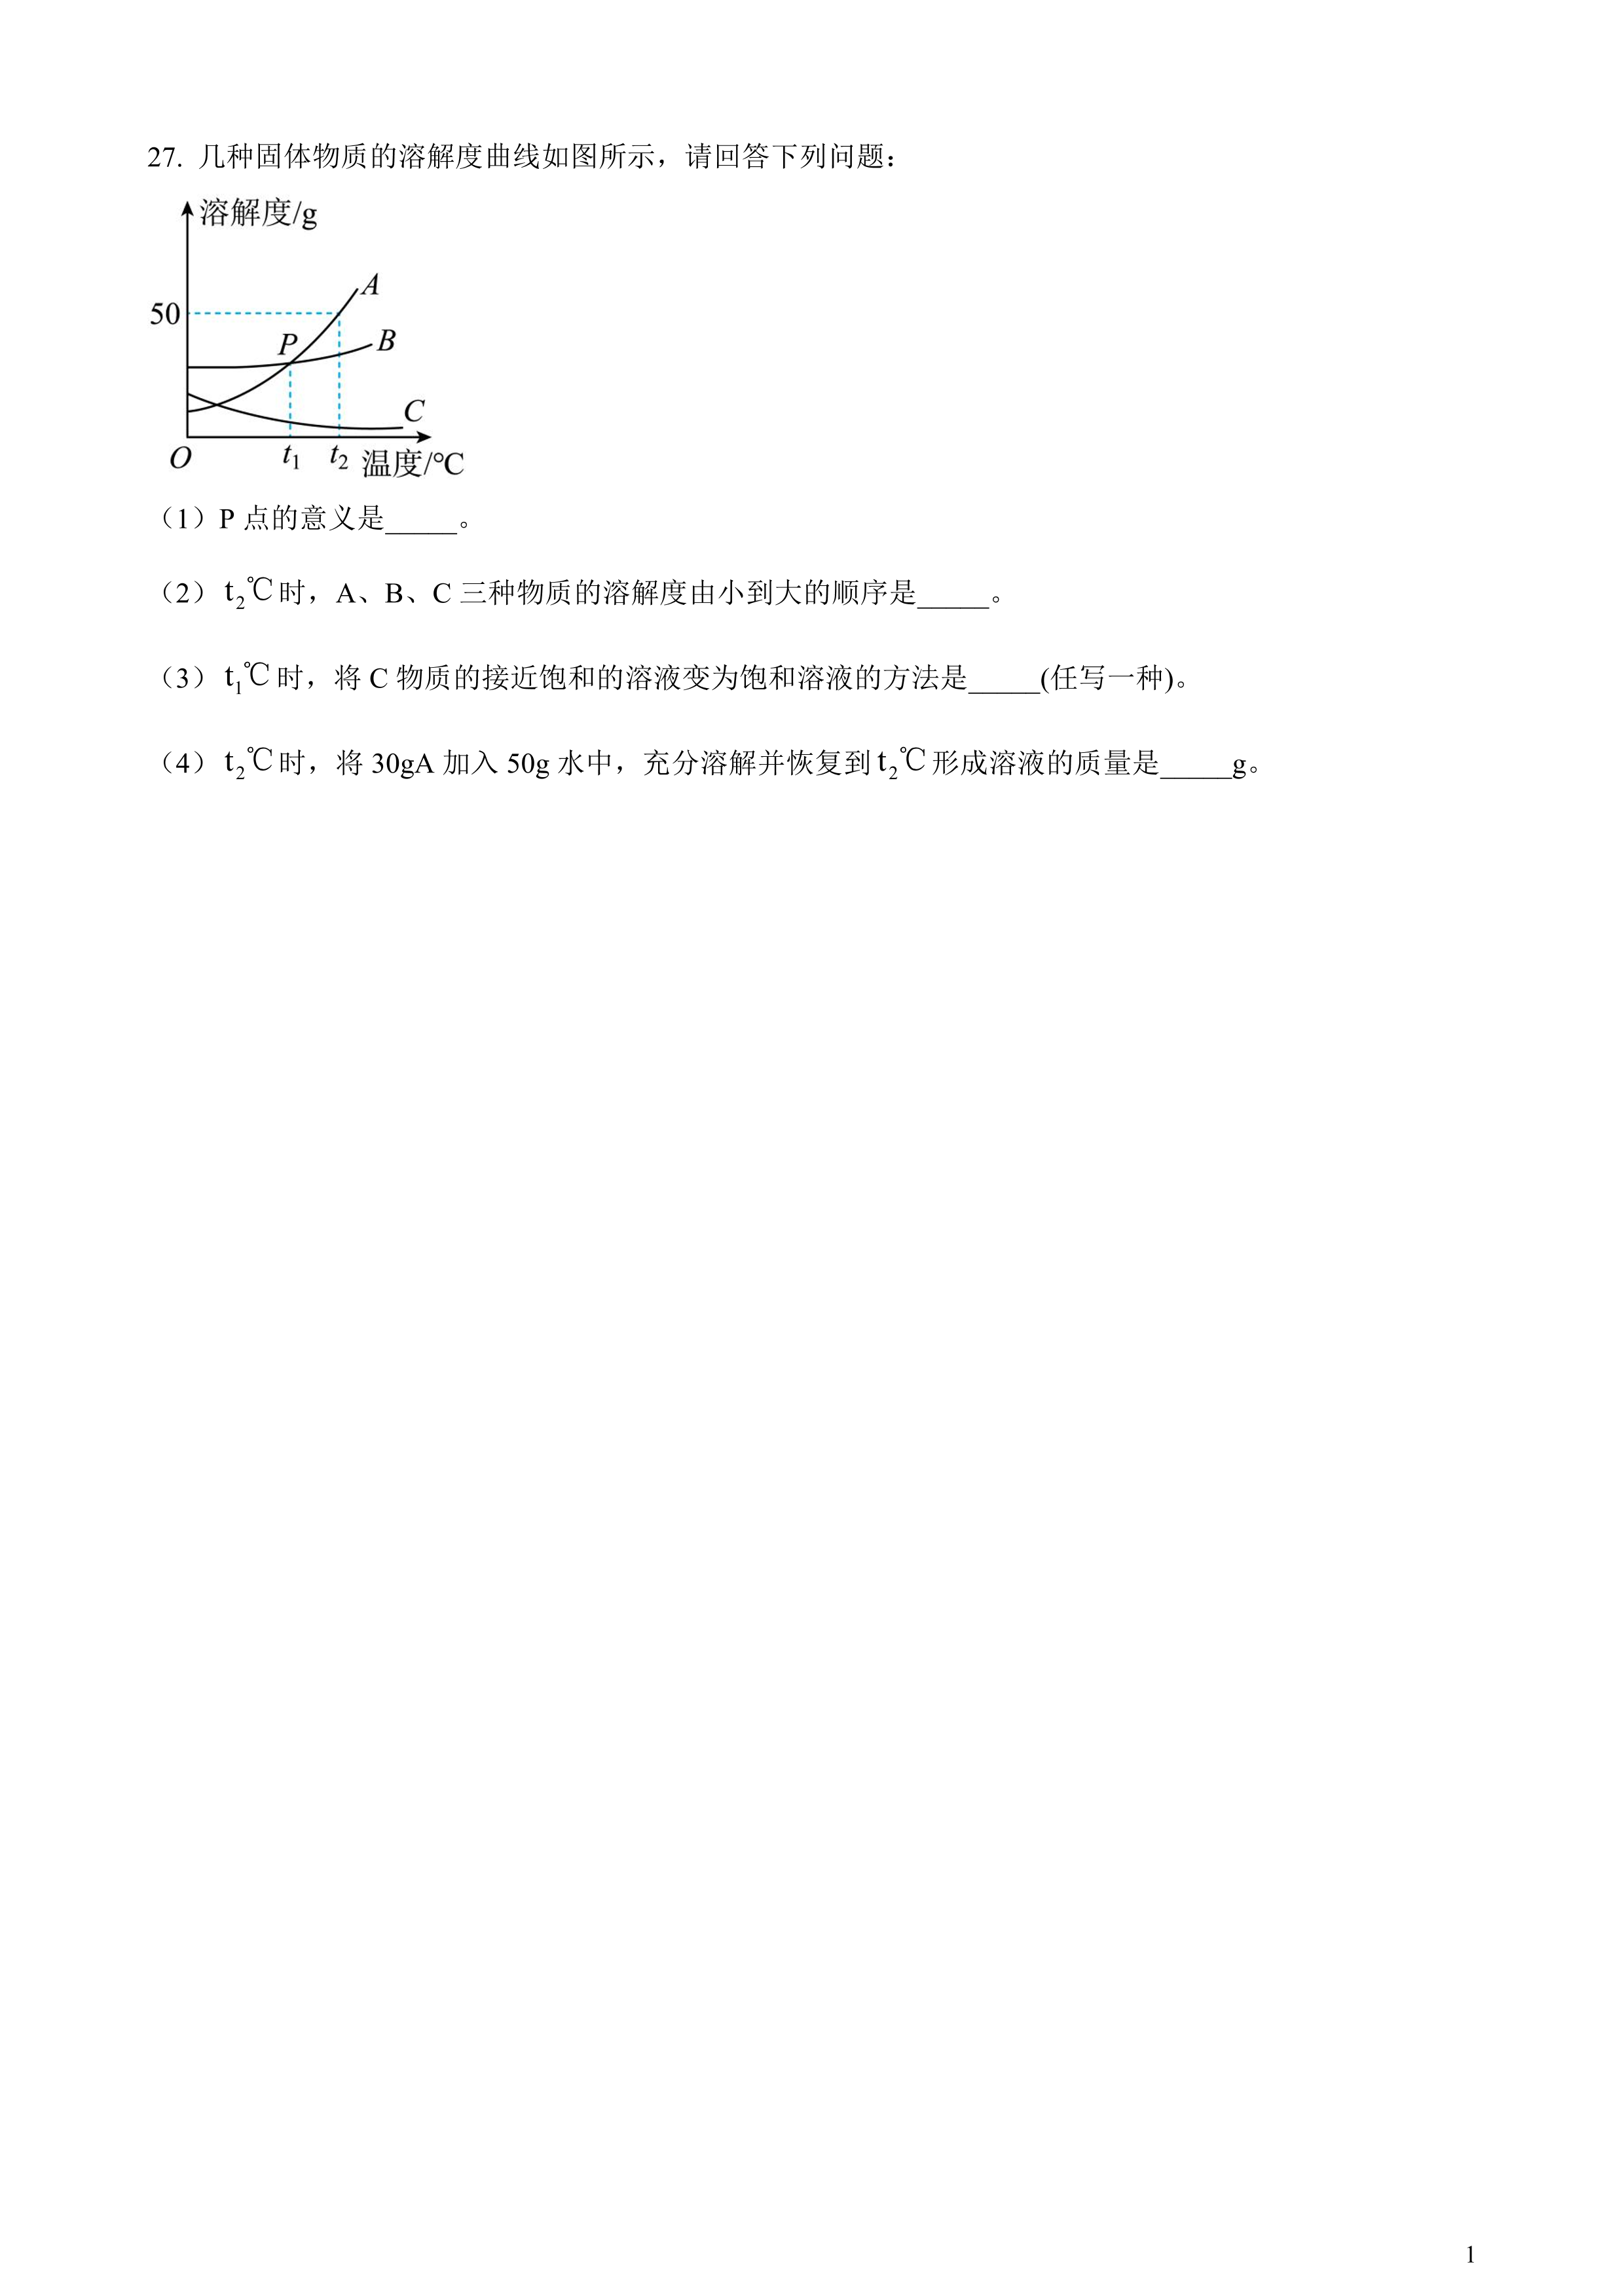 27. 几种固体物质的溶解度曲线如图所示，请回答下列问题：
溶解度/g
A
50
P
B
C
O
t₁
t₂
温度/°C
（1）P 点的意义是_____。
（2）t₂℃时，A、B、C 三种物质的溶解度由小到大的顺序是_____。
（3）t₁℃时，将 C 物质的接近饱和的溶液变为饱和溶液的方法是_____(任写一种)。
（4）t₂℃时，将 30gA 加入 50g 水中，充分溶解并恢复到 t₂℃形成溶液的质量是_____g。
1